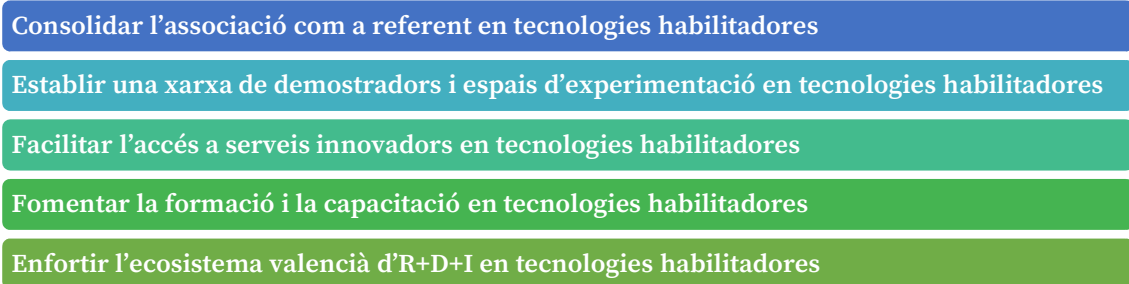 Consolidar l’associació com a referent en tecnologies habilitadores
Establir una xarxa de demostradors i espais d’experimentació en tecnologies habilitadores
Facilitar l’accés a serveis innovadors en tecnologies habilitadores
Fomentar la formació i la capacitació en tecnologies habilitadores
Enfortir l’ecosistema valencià d’R+D+I en tecnologies habilitadores